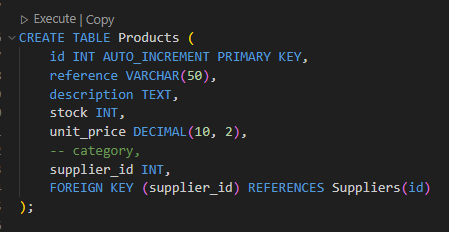 Execute | Copy
CREATE TABLE Products (
id INT AUTO_INCREMENT PRIMARY KEY,
reference VARCHAR(50),
description TEXT,
stock INT,
unit_price DECIMAL(10, 2),
-- category,
supplier_id INT,
FOREIGN KEY (supplier_id) REFERENCES Suppliers(id)
);